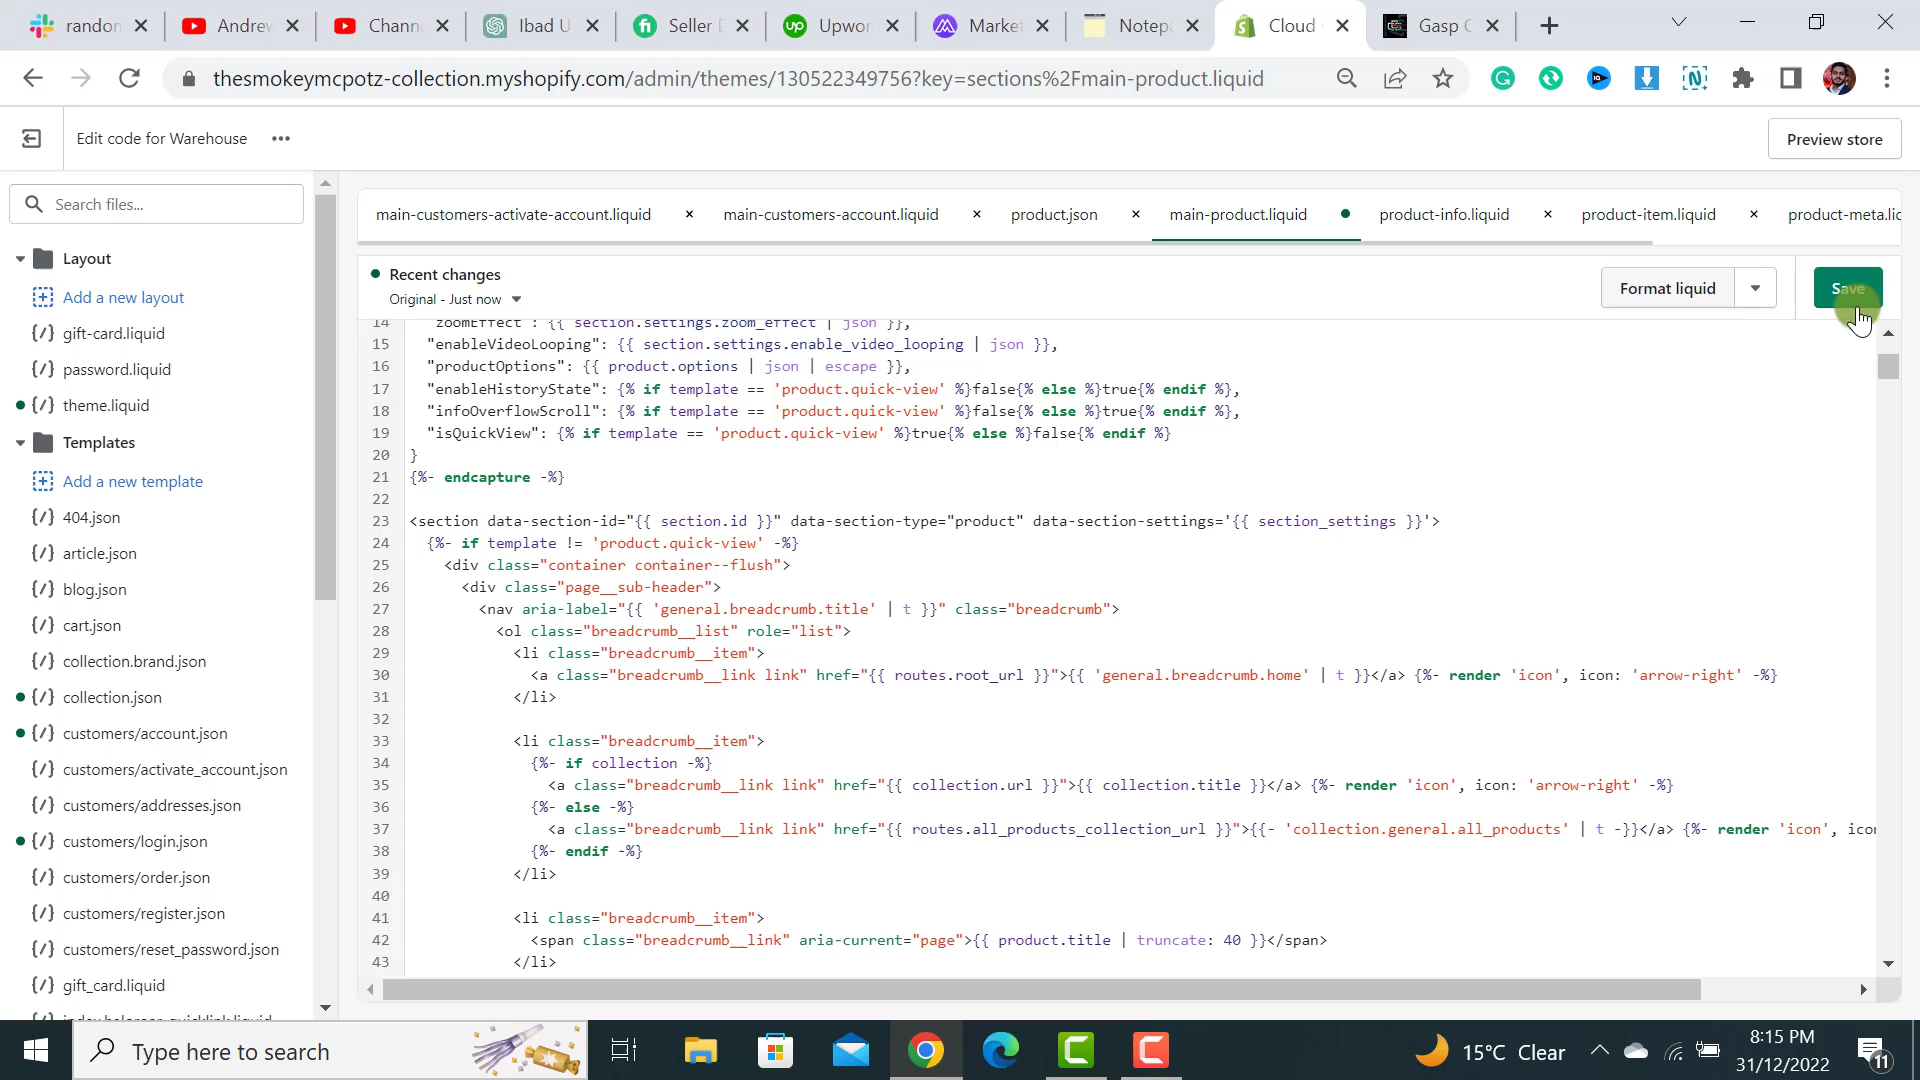 randon
Andrew
Chann
Ibad U
Seller
Upwor
Market
Notepa
Cloud
Gasp C
thesmokeymcpotz-collection.myshopify.com/admin/themes/130522349756?key=sections%2Fmain-product.liquid
Edit code for Warehouse
Preview store
Search files...
main-customers-activate-account.liquid
main-customers-account.liquid
product.json
main-product.liquid
product-info.liquid
product-item.liquid
product-meta.lic
Recent changes
Original - Just now
Format liquid
Save
Layout
Add a new layout
gift-card.liquid
password.liquid
theme.liquid
Templates
Add a new template
404.json
article.json
blog.json
cart.json
collection.brand.json
collection.json
customers/account.json
customers/activate_account.json
customers/addresses.json
customers/login.json
customers/order.json
customers/register.json
customers/reset_password.json
gift_card.liquid
14 "zoomEffect": {{ section.settings.zoom_effect | json }},
15 "enableVideoLooping": {{ section.settings.enable_video_looping | json }},
16 "productOptions": {{ product.options | json | escape }},
17 "enableHistoryState": {% if template == 'product.quick-view' %}false{% else %}true{% endif %},
18 "infoOverflowScroll": {% if template == 'product.quick-view' %}false{% else %}true{% endif %},
19 "isQuickView": {% if template == 'product.quick-view' %}true{% else %}false{% endif %}
20 }
21 {%- endcapture -%}
22
23 <section data-section-id="{{ section.id }}" data-section-type="product" data-section-settings='{{ section_settings }}'>
24 {%- if template != 'product.quick-view' -%}
25 <div class="container container--flush">
26 <div class="page__sub-header">
27 <nav aria-label="{{ 'general.breadcrumb.title' | t }}" class="breadcrumb">
28 <ol class="breadcrumb__list" role="list">
29 <li class="breadcrumb__item">
30 <a class="breadcrumb__link link" href="{{ routes.root_url }}">{{ 'general.breadcrumb.home' | t }}</a> {%- render 'icon', icon: 'arrow-right' -%}
31 </li>
32
33 <li class="breadcrumb__item">
34 {%- if collection -%}
35 <a class="breadcrumb__link link" href="{{ collection.url }}">{{ collection.title }}</a> {%- render 'icon', icon: 'arrow-right' -%}
36 {%- else -%}
37 <a class="breadcrumb__link link" href="{{ routes.all_products_collection_url }}">{{- 'collection.general.all_products' | t -}}</a> {%- render 'icon', ico
38 {%- endif -%}
39 </li>
40
41 <li class="breadcrumb__item">
42 <span class="breadcrumb__link" aria-current="page">{{ product.title | truncate: 40 }}</span>
43 </li>
Type here to search
15°C Clear
8:15 PM
31/12/2022
11